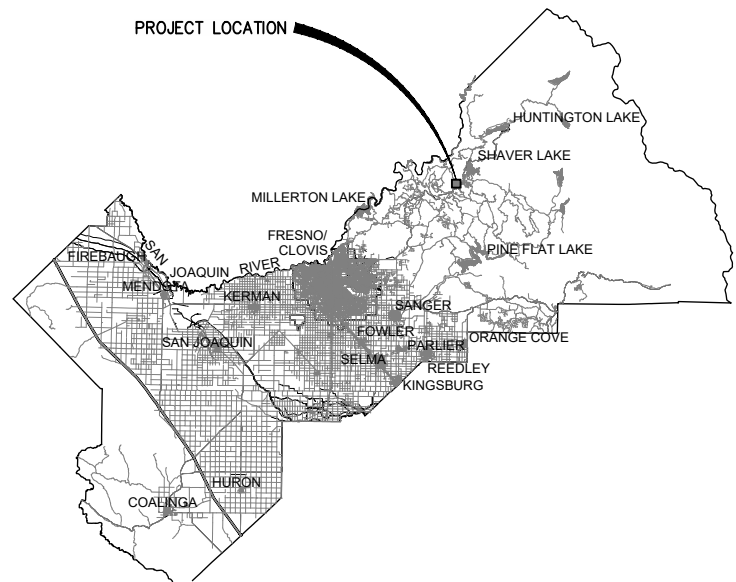 PROJECT LOCATION
HUNTINGTON LAKE
SHAVER LAKE
MILLERTON LAKE
FRESNO/
CLOVIS
PINE FLAT LAKE
SAN
JOAQUIN
RIVER
FIREBAUGH
MENDOTA
KERMAN
SANGER
SAN JOAQUIN
FOWLER
ORANGE COVE
PARLIER
SELMA
REEDLEY
KINGSBURG
HURON
COALINGA